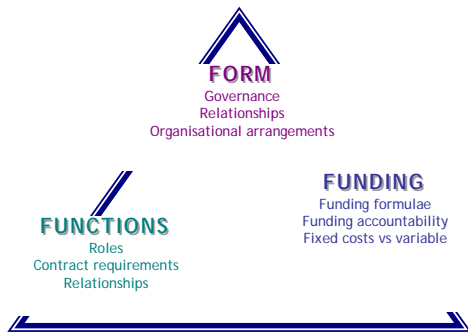 FORM
Governance
Relationships
Organisational arrangements
FUNDING
Funding formulae
Funding accountability
Fixed costs vs variable
FUNCTIONS
Roles
Contract requirements
Relationships